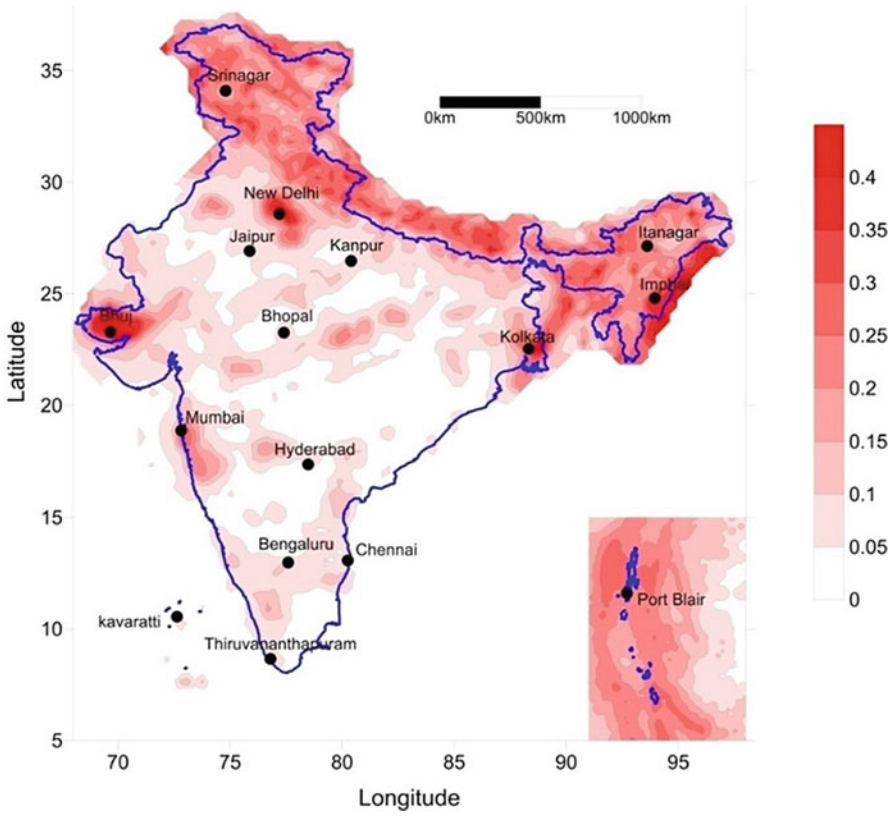 35
30
25
20
15
10
5
Latitude
70
75
80
85
90
95
Longitude
Srinagar
0km
500km
1000km
New Delhi
Jaipur
Kanpur
Itanagar
Imphal
Bhuj
Bhopal
Kolkata
Mumbai
Hyderabad
Bengaluru
Chennai
kavaratti
Thiruvananthapuram
Port Blair
0.4
0.35
0.3
0.25
0.2
0.15
0.1
0.05
0